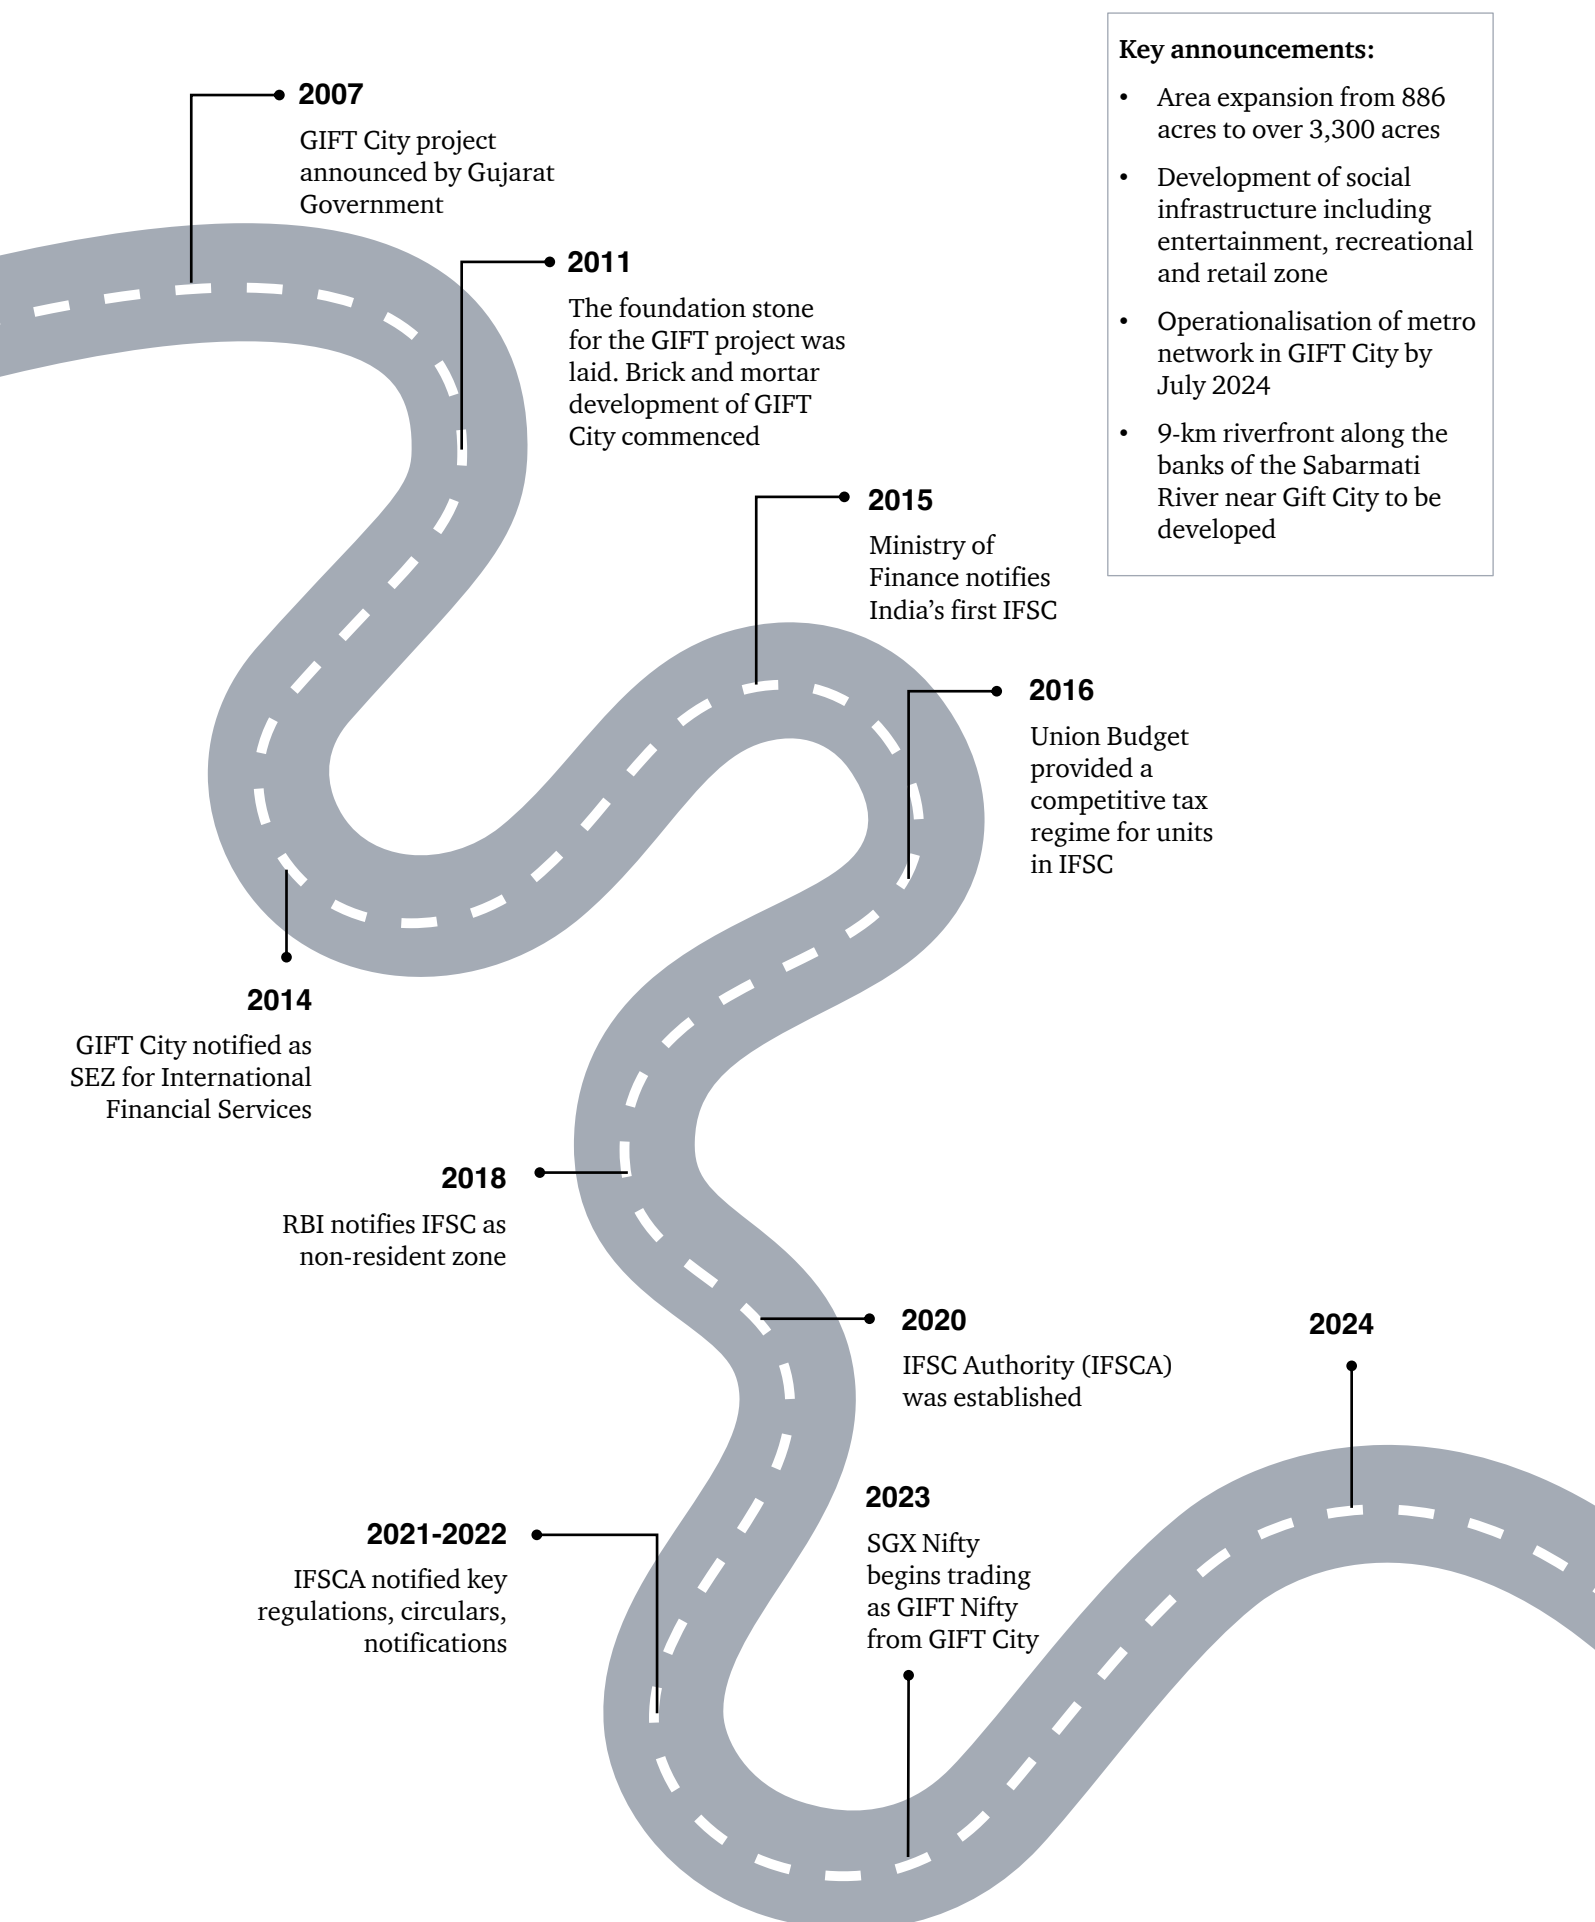 2007
GIFT City project
announced by Gujarat
Government
2011
The foundation stone
for the GIFT project was
laid. Brick and mortar
development of GIFT
City commenced
Key announcements:
• Area expansion from 886
acres to over 3,300 acres
• Development of social
infrastructure including
entertainment, recreational
and retail zone
• Operationalisation of metro
network in GIFT City by
July 2024
• 9-km riverfront along the
banks of the Sabarmati
River near Gift City to be
developed
2014
GIFT City notified as
SEZ for International
Financial Services
2015
Ministry of
Finance notifies
India’s first IFSC
2016
Union Budget
provided a
competitive tax
regime for units
in IFSC
2018
RBI notifies IFSC as
non-resident zone
2020
IFSC Authority (IFSCA)
was established
2021-2022
IFSCA notified key
regulations, circulars,
notifications
2023
SGX Nifty
begins trading
as GIFT Nifty
from GIFT City
2024